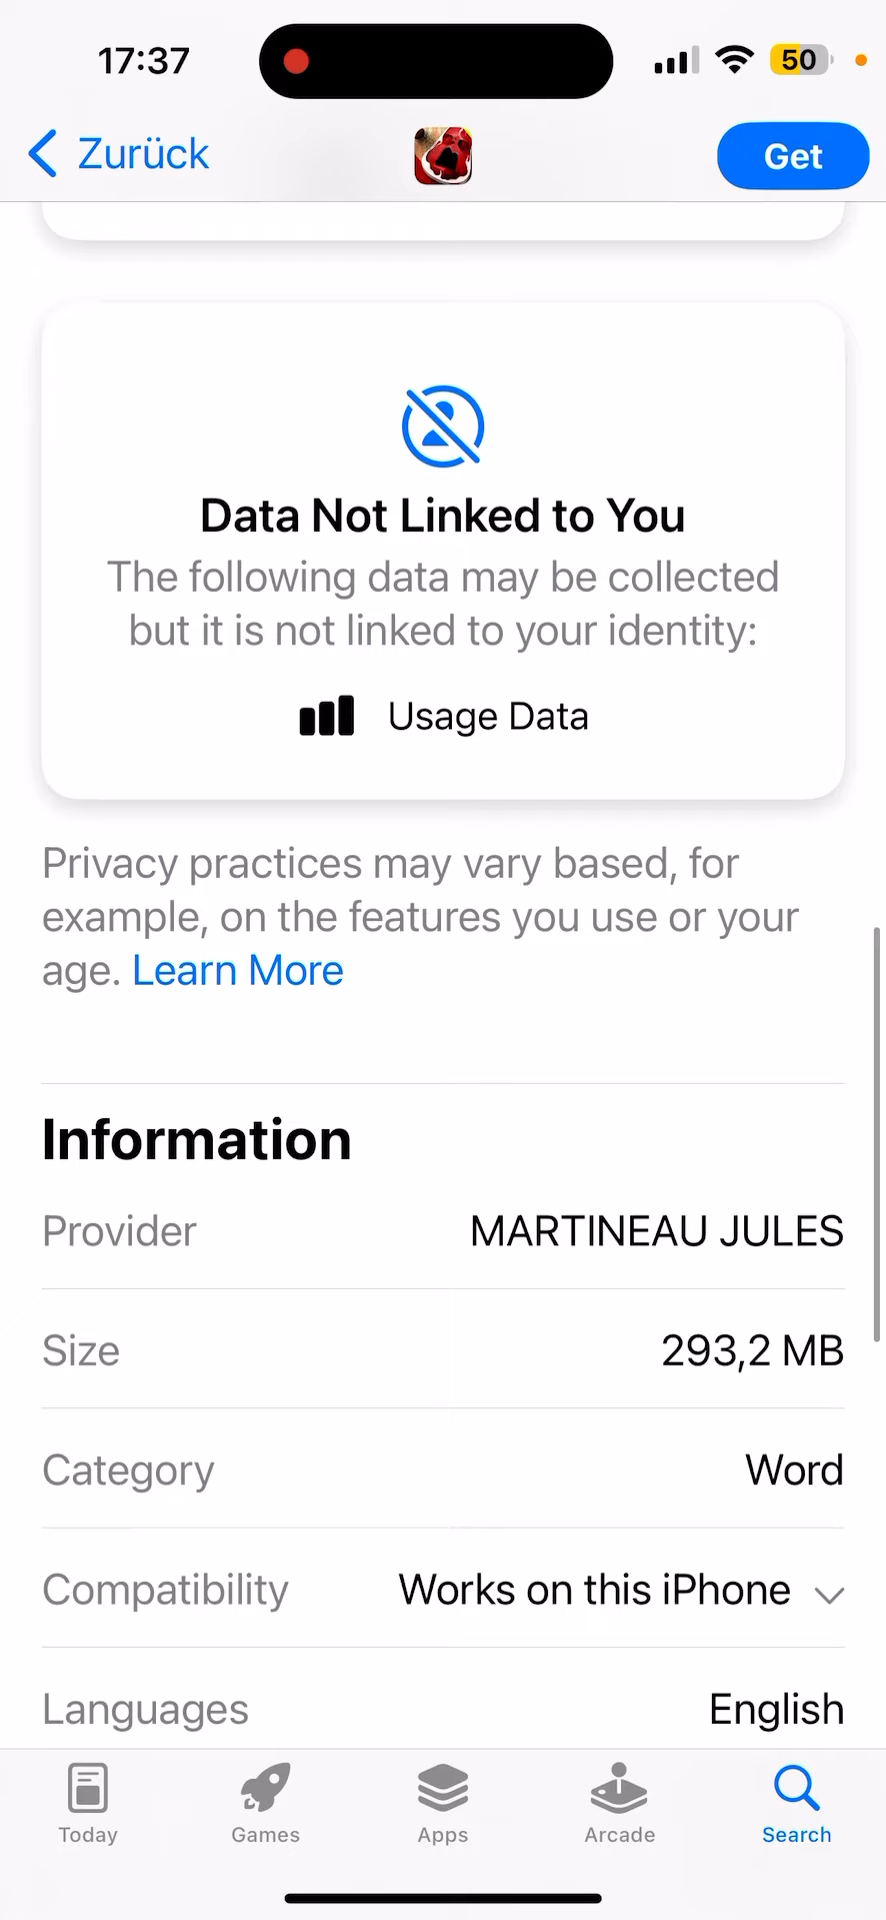 17:37
50
Zurück
Get
Data Not Linked to You
The following data may be collected
but it is not linked to your identity:
Usage Data
Privacy practices may vary based, for
example, on the features you use or your
age. Learn More
Information
Provider MARTINEAU JULES
Size 293,2 MB
Category Word
Compatibility Works on this iPhone
Languages English
Today Games Apps Arcade Search